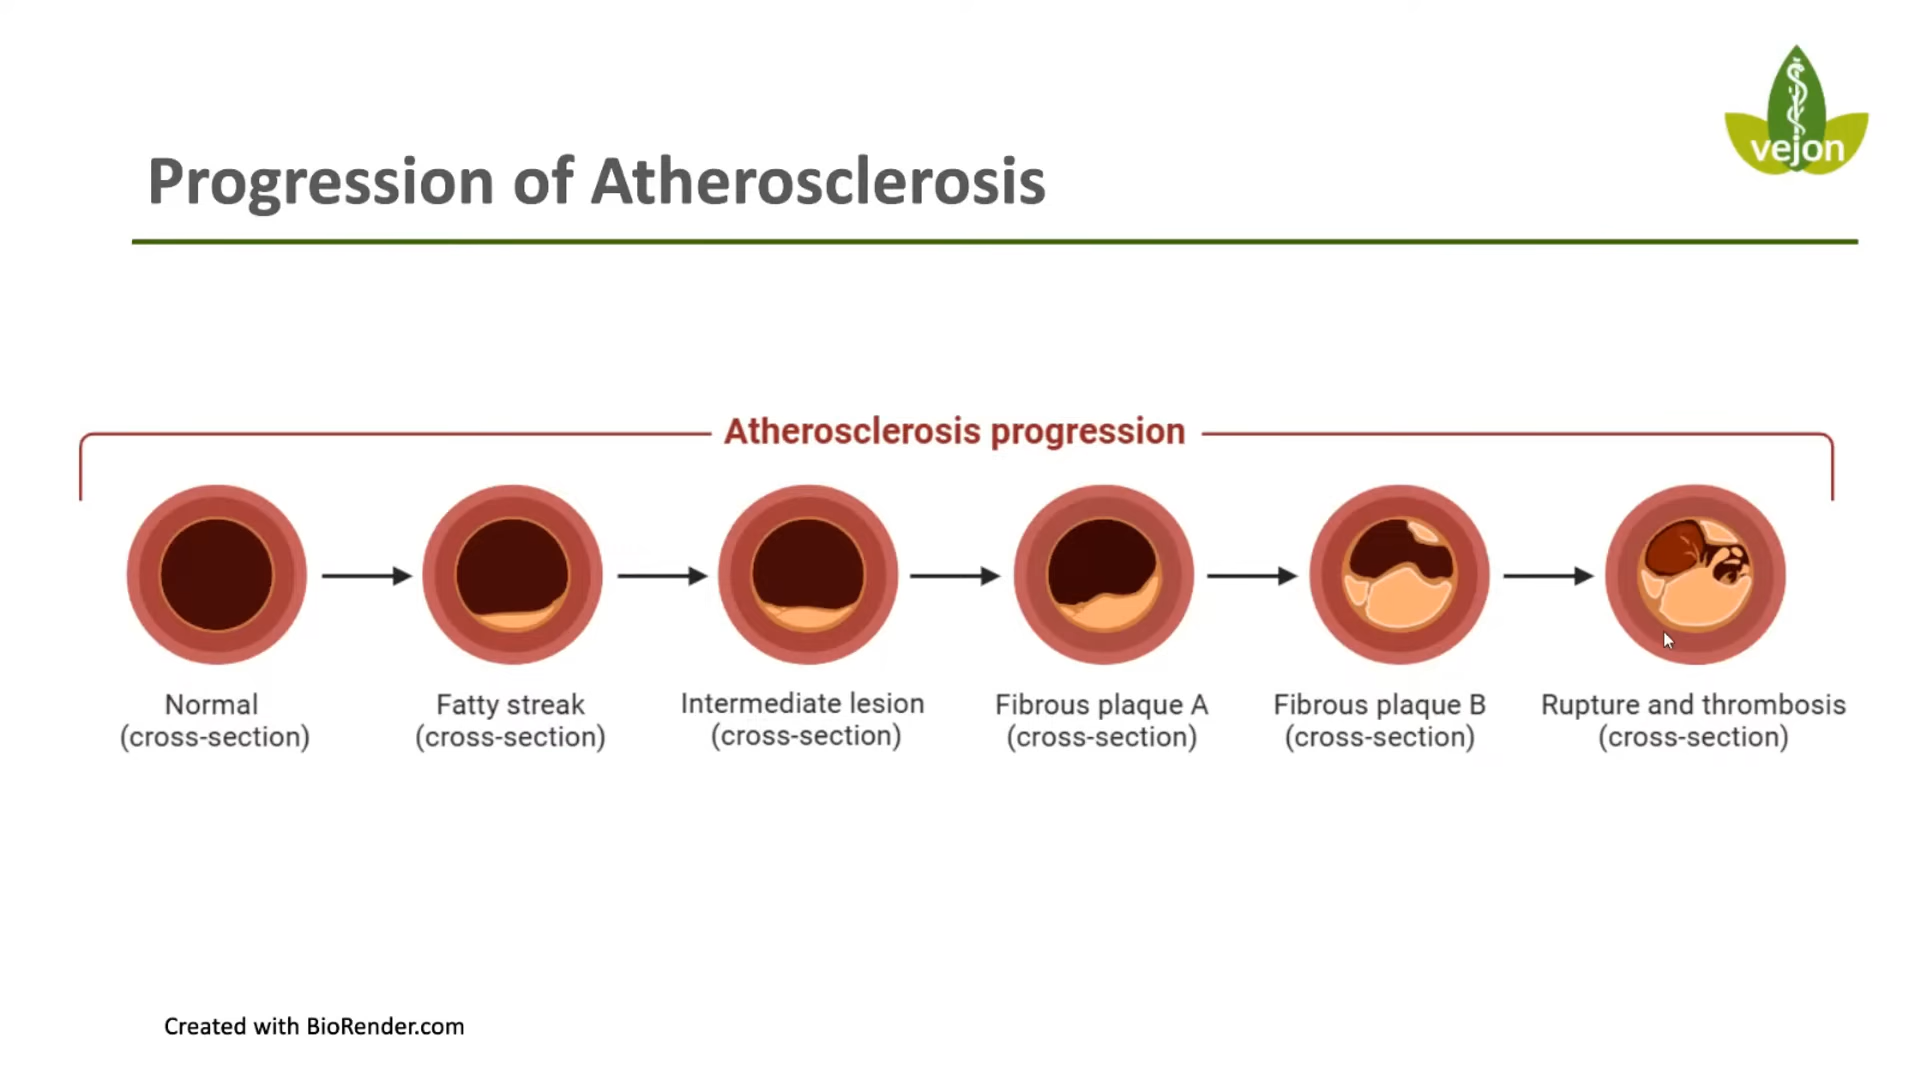 vejon
Progression of Atherosclerosis
Atherosclerosis progression
Normal
(cross-section)
Fatty streak
(cross-section)
Intermediate lesion
(cross-section)
Fibrous plaque A
(cross-section)
Fibrous plaque B
(cross-section)
Rupture and thrombosis
(cross-section)
Created with BioRender.com